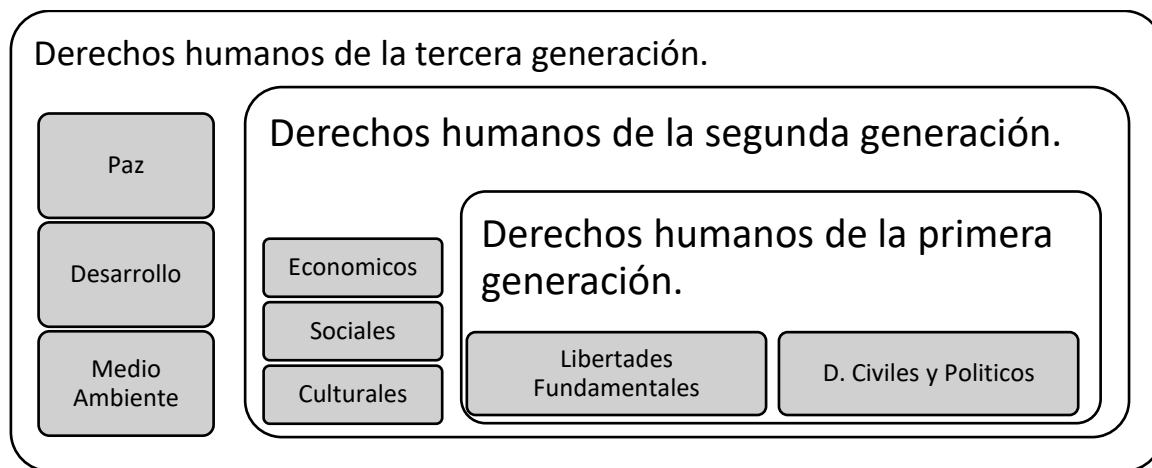 Derechos humanos de la tercera generación.
Paz
Desarrollo
Medio
Ambiente
Derechos humanos de la segunda generación.
Economicos
Sociales
Culturales
Derechos humanos de la primera
generación.
Libertades
Fundamentales
D. Civiles y Politicos